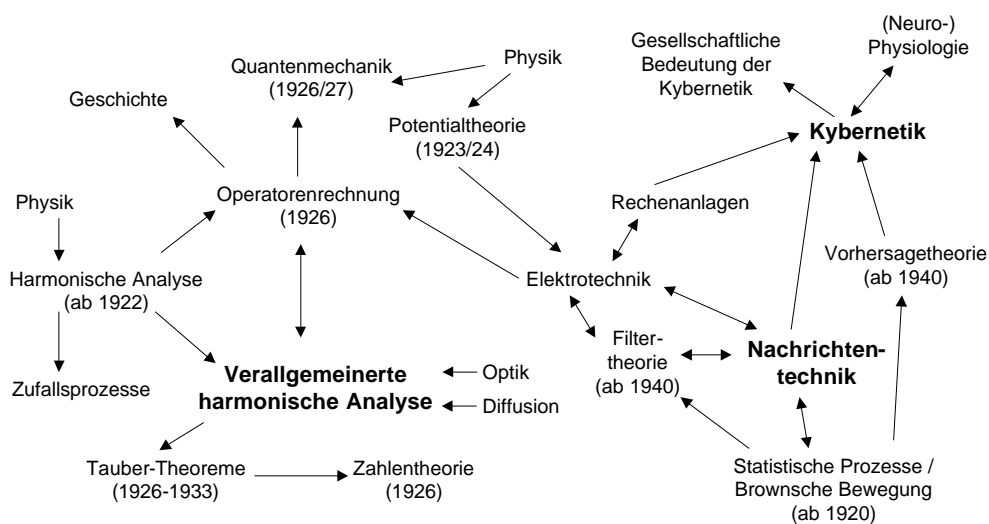 (Neuro-)
Physiologie
Gesellschaftliche
Bedeutung der
Kybernetik
Quantenmechanik
(1926/27)
Physik
Geschichte
Potentialtheorie
(1923/24)
Kybernetik
Physik
Operatorenrechnung
(1926)
Rechenanlagen
Harmonische Analyse
(ab 1922)
Elektrotechnik
Vorhersagetheorie
(ab 1940)
Filter-
theorie
(ab 1940)
Nachrichten-
technik
Zufallsprozesse
Verallgemeinerte
harmonische Analyse
Optik
Diffusion
Tauber-Theoreme
(1926-1933)
Zahlentheorie
(1926)
Statistische Prozesse /
Brownsche Bewegung
(ab 1920)